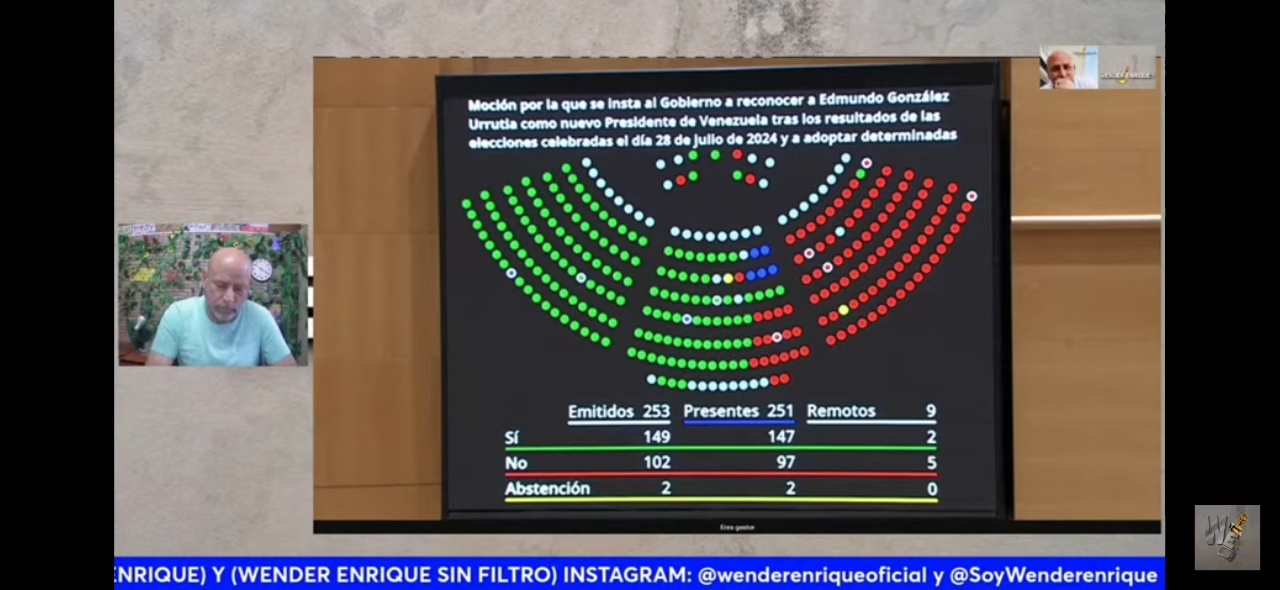 Moción por la que se insta al Gobierno a reconocer a Edmundo González
Urrutia como nuevo Presidente de Venezuela tras los resultados de las
elecciones celebradas el día 28 de julio de 2024 y a adoptar determinadas
Emitidos 253 Presentes 251 Remotos 9
Sí 149 147 2
No 102 97 5
Abstención 2 2 0
Eres gestor
ENRIQUE) Y (WENDER ENRIQUE SIN FILTRO) INSTAGRAM: @wenderenriqueoficial y @SoyWenderenrique